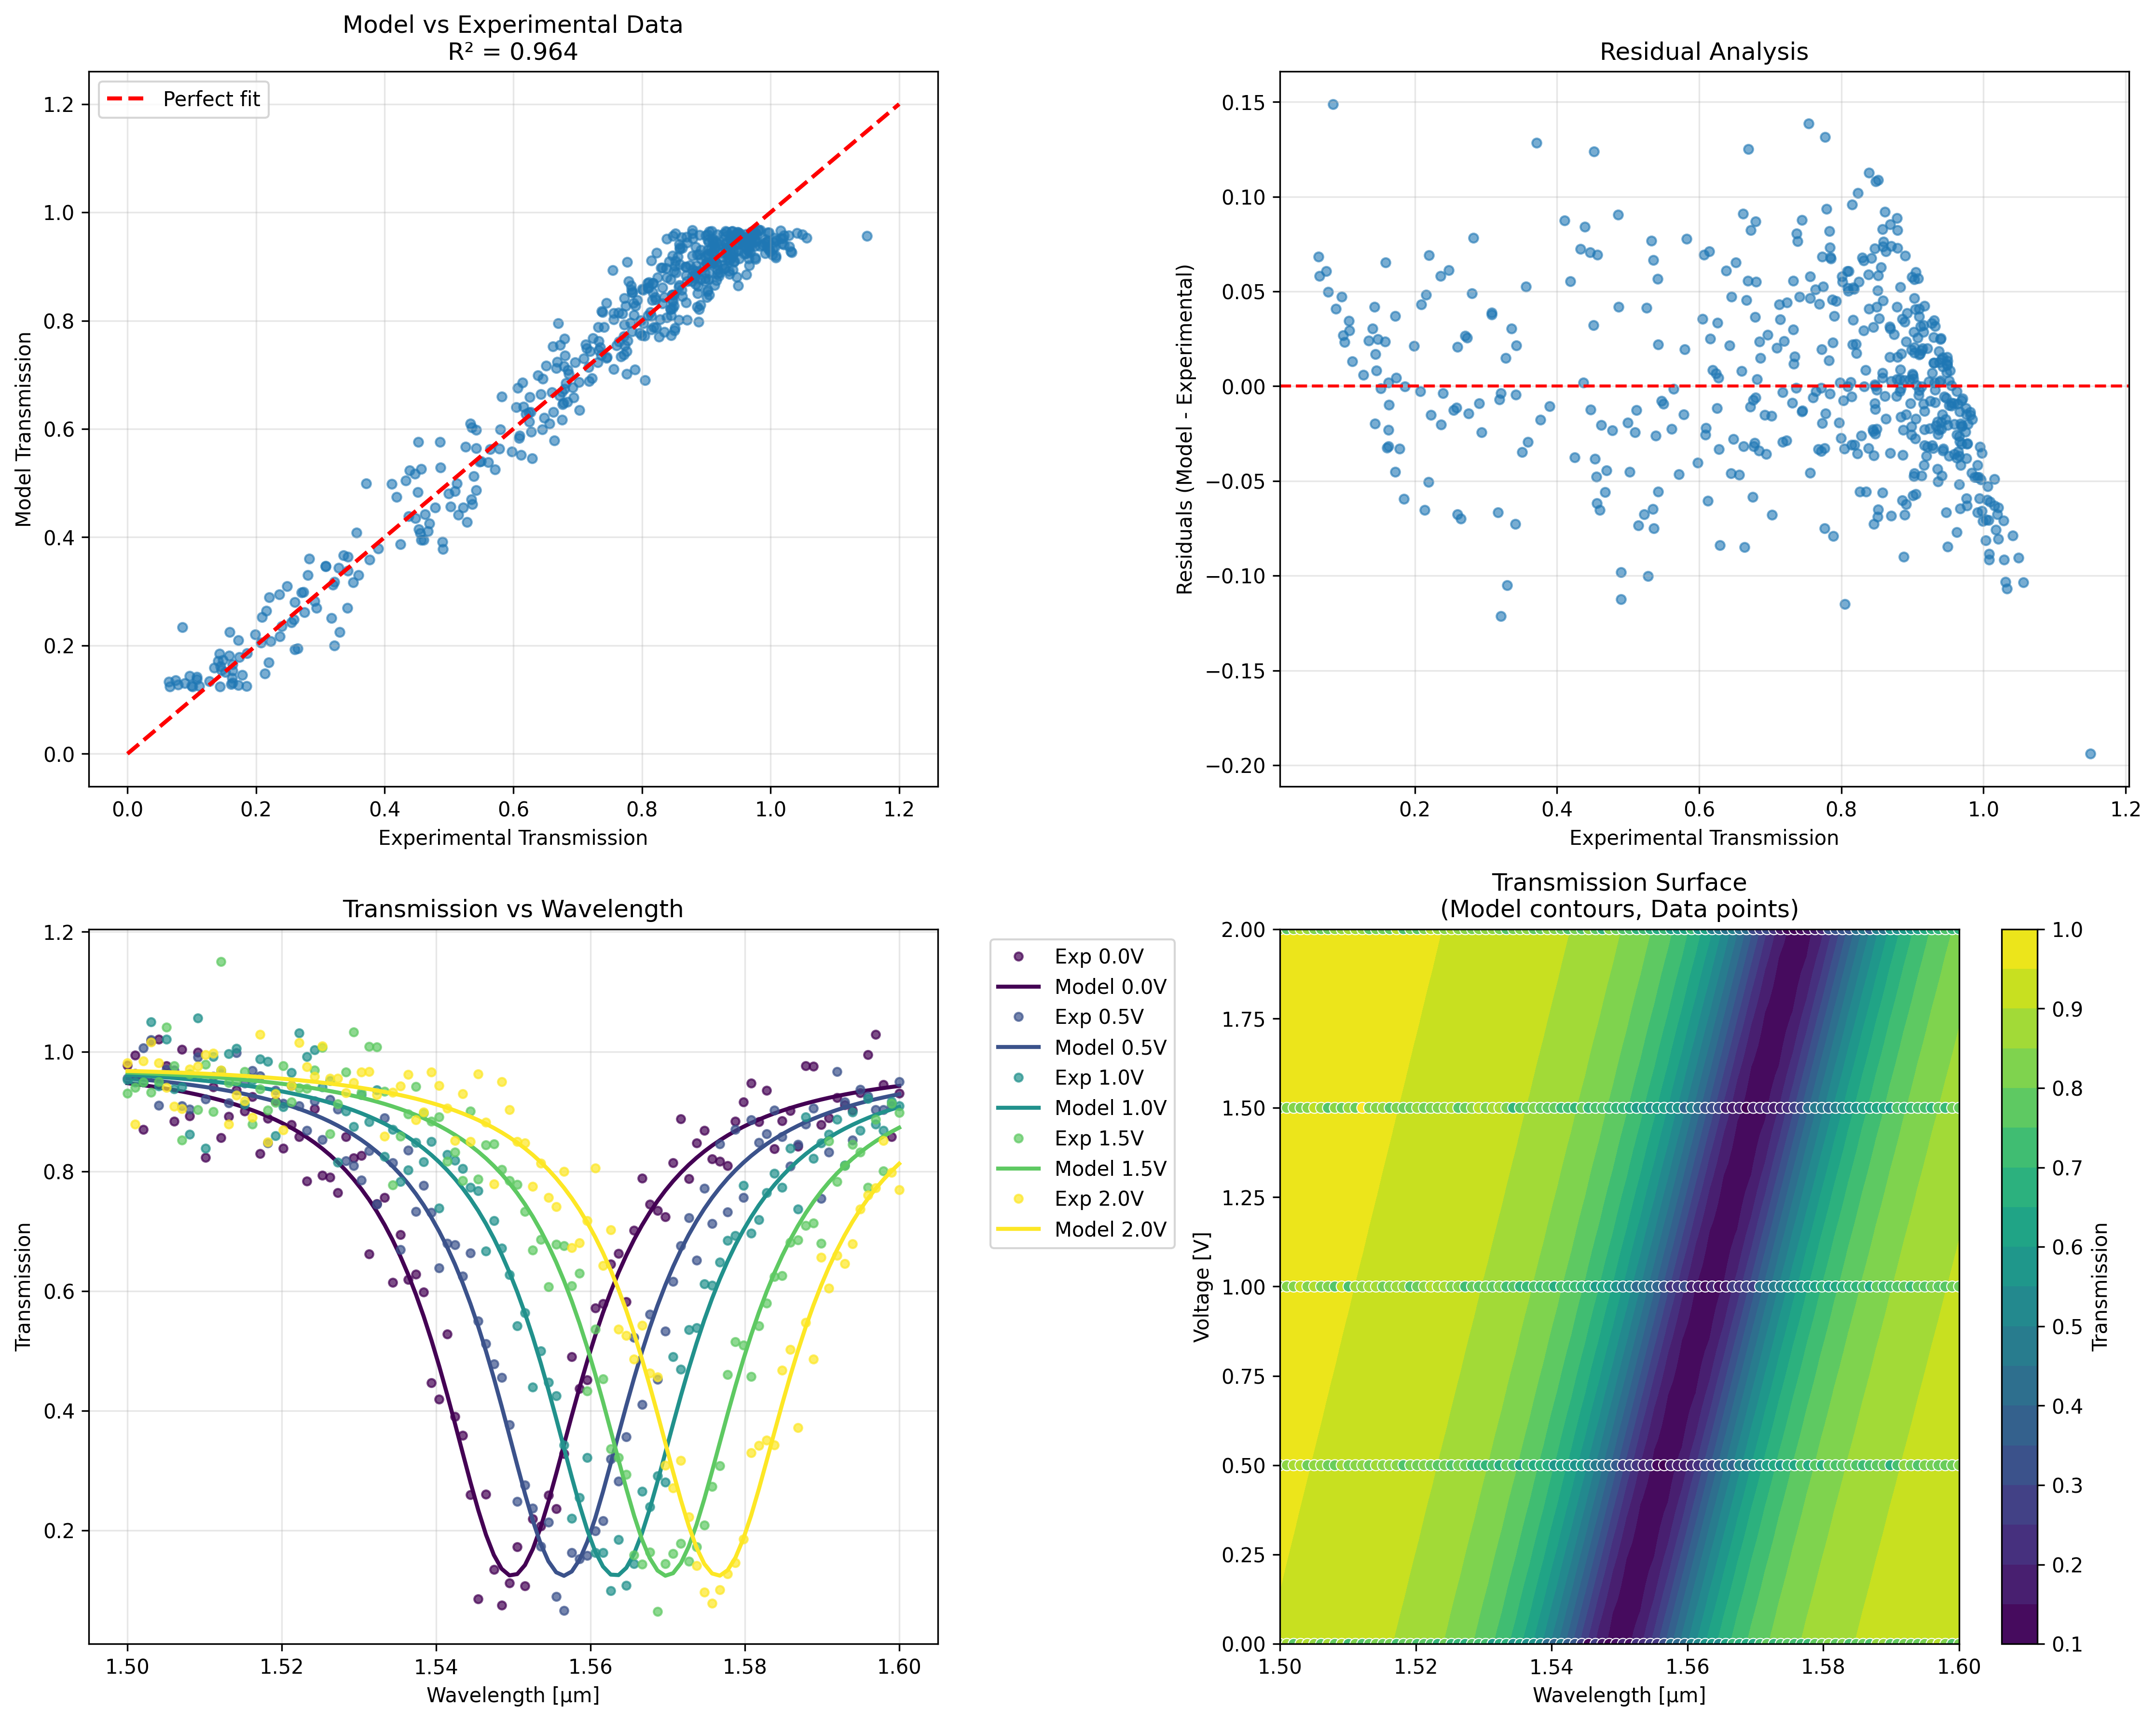 Model vs Experimental Data
R² = 0.964
Perfect fit
1.2
1.0
0.8
0.6
0.4
0.2
0.0
Model Transmission
0.0 0.2 0.4 0.6 0.8 1.0 1.2
Experimental Transmission
Residual Analysis
0.15
0.10
0.05
0.00
−0.05
−0.10
−0.15
−0.20
Residuals (Model - Experimental)
0.2 0.4 0.6 0.8 1.0 1.2
Experimental Transmission
Transmission vs Wavelength
1.2
1.0
0.8
0.6
0.4
0.2
Transmission
1.50 1.52 1.54 1.56 1.58 1.60
Wavelength [μm]
Exp 0.0V
Model 0.0V
Exp 0.5V
Model 0.5V
Exp 1.0V
Model 1.0V
Exp 1.5V
Model 1.5V
Exp 2.0V
Model 2.0V
Transmission Surface
(Model contours, Data points)
2.00
1.75
1.50
1.25
1.00
0.75
0.50
0.25
0.00
Voltage [V]
1.50 1.52 1.54 1.56 1.58 1.60
Wavelength [μm]
1.0
0.9
0.8
0.7
0.6
0.5
0.4
0.3
0.2
0.1
Transmission